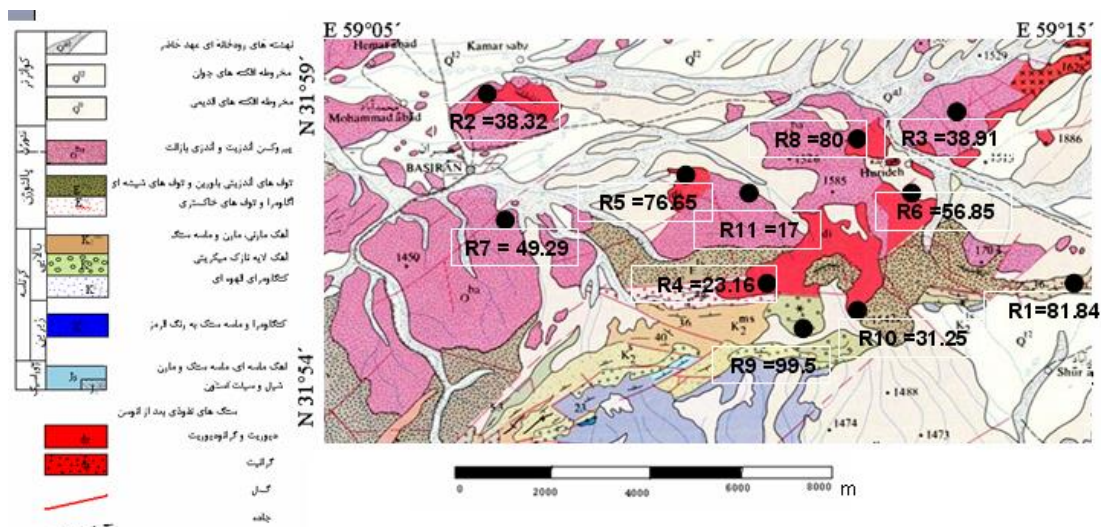 نهشته های رودخانه ای عهد حاضر
مخروطه افکنه های جوان
مخروطه افکنه های قدیمی
پیروکسن آندزیت و آندزی بازالت
توف های آندزیتی بلورین و توف های شیشه ای
آگلومرا و توف های خاکستری
آهک مارنی، مارن و ماسه سنگ
آهک لایه نازک میکریتی
کنگلومرای قهوه ای
کنگلومرا و ماسه سنگ به رنگ قرمز
آهک ماسه ای، ماسه سنگ و مارن
شیل و سیلت استون
سنگ های نفوذی بعد از ائوسن
دیوریت و گرانودیوریت
گرانیت
گسل
جاده
E 59°05´
E 59°15´
N 31°59´
N 31°54´
Hemat abad
Kamar sabz
Mohammad abad
BASIRAN
Hurideh
R2 =38.32
R8 =80
R3 =38.91
R5 =76.65
R6 =56.85
R7 = 49.29
R11 =17
R4 =23.16
R1=81.84
R10 =31.25
R9 =99.5
1529
1886
1526
1515
1585
1450
1488
1474
1473
36
40
23
0 2000 4000 6000 8000 m